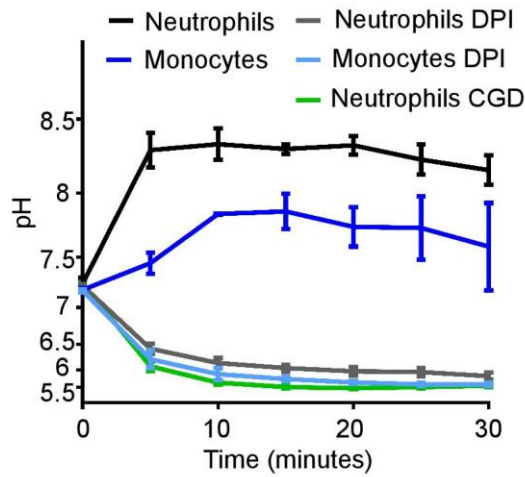 Neutrophils
Neutrophils DPI
Monocytes
Monocytes DPI
Neutrophils CGD
pH
8.5
8
7.5
7
6.5
6
5.5
0 10 20 30
Time (minutes)